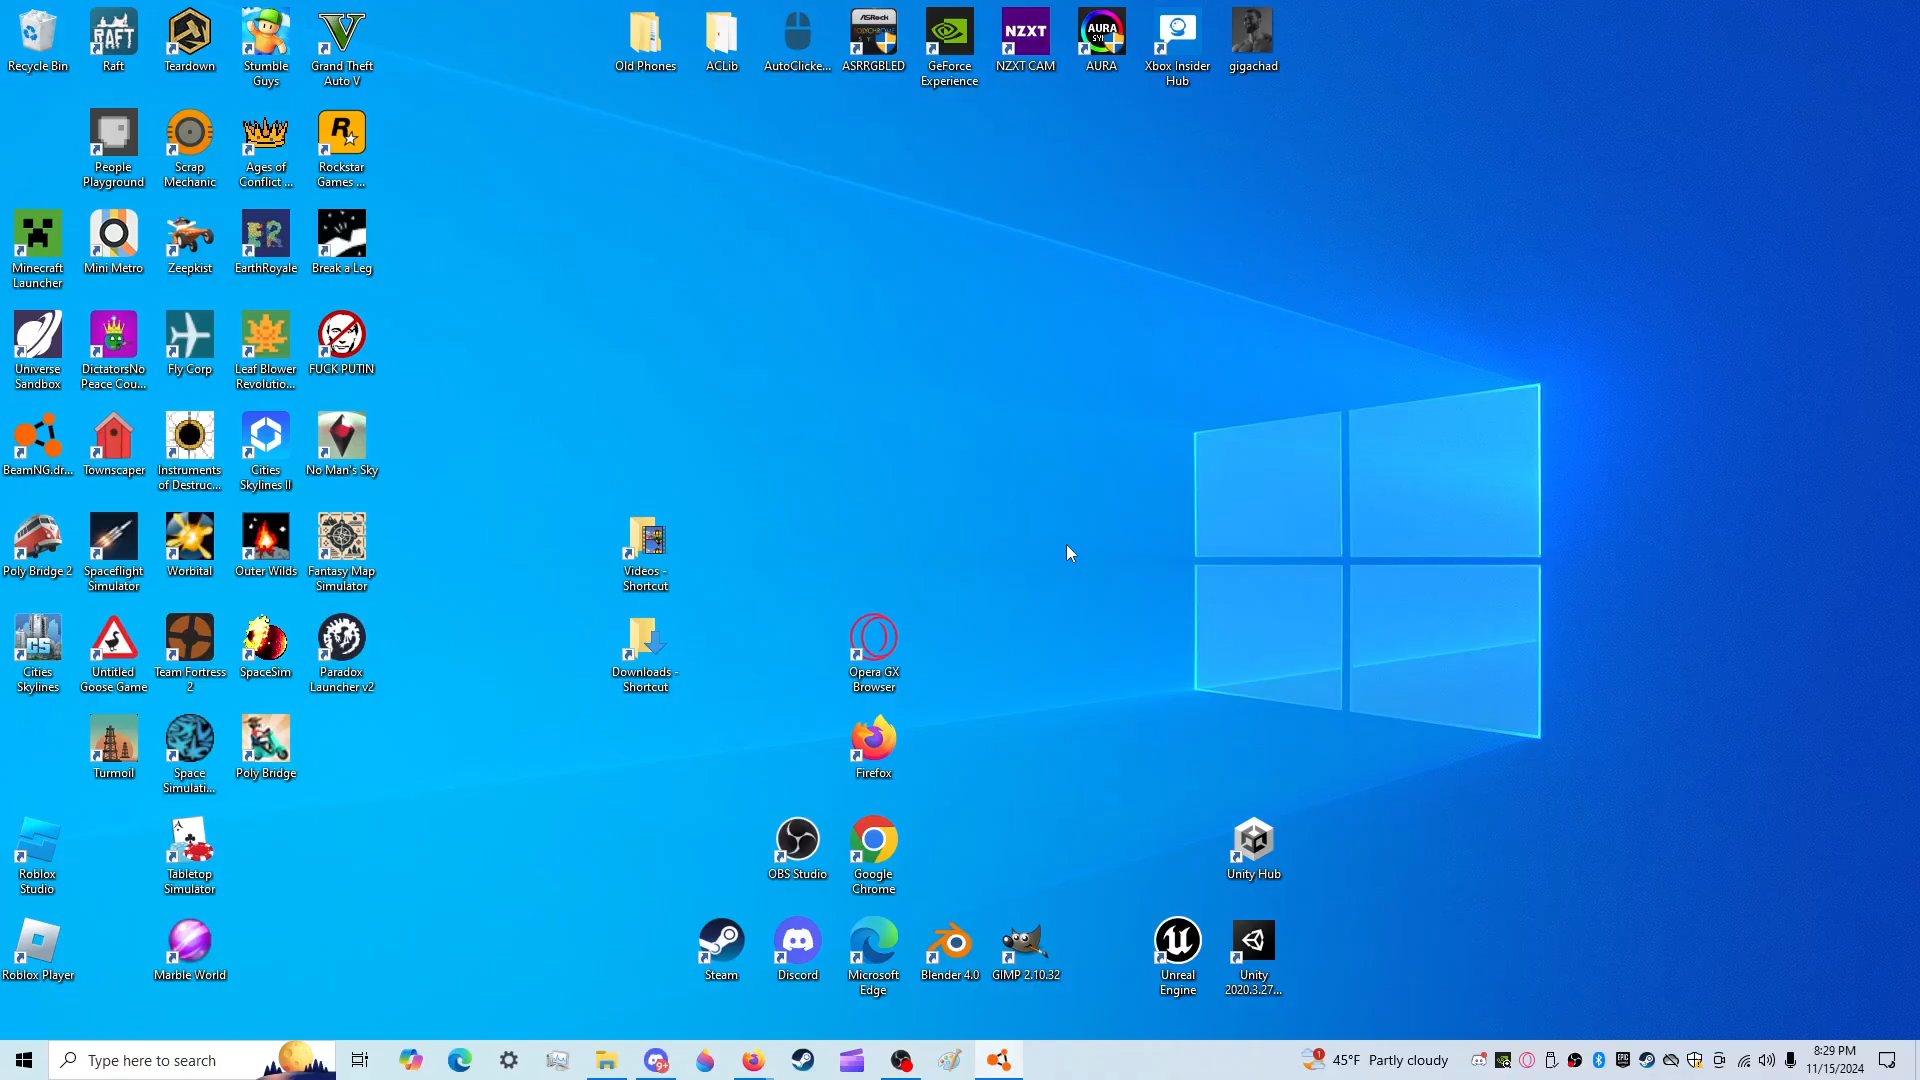 Recycle Bin
Raft
Teardown
Stumble
Guys
Grand Theft
Auto V
Old Phones
ACLib
AutoClicke...
ASRRGBLED
GeForce
Experience
NZXT CAM
AURA
Xbox Insider
Hub
gigachad
RAFT
ASRock
NZXT
AURA
People
Playground
Scrap
Mechanic
Ages of
Conflict ...
Rockstar
Games ...
Minecraft
Launcher
Mini Metro
Zeepkist
EarthRoyale
Break a Leg
Universe
Sandbox
DictatorsNo
Peace Cou...
Fly Corp
Leaf Blower
Revolutio...
FUCK PUTIN
BeamNG.dr...
Townscaper
Instruments
of Destruc...
Cities
Skylines II
No Man's Sky
Poly Bridge 2
Spaceflight
Simulator
Worbital
Outer Wilds
Fantasy Map
Simulator
Videos -
Shortcut
Cities
Skylines
Untitled
Goose Game
Team Fortress
2
SpaceSim
Paradox
Launcher v2
Downloads -
Shortcut
Opera GX
Browser
Turmoil
Space
Simulati...
Poly Bridge
Firefox
Roblox
Studio
Tabletop
Simulator
OBS Studio
Google
Chrome
Unity Hub
Roblox Player
Marble World
Steam
Discord
Microsoft
Edge
Blender 4.0
GIMP 2.10.32
Unreal
Engine
Unity
2020.3.27...
Type here to search
9+
1
45°F Partly cloudy
8:29 PM
11/15/2024